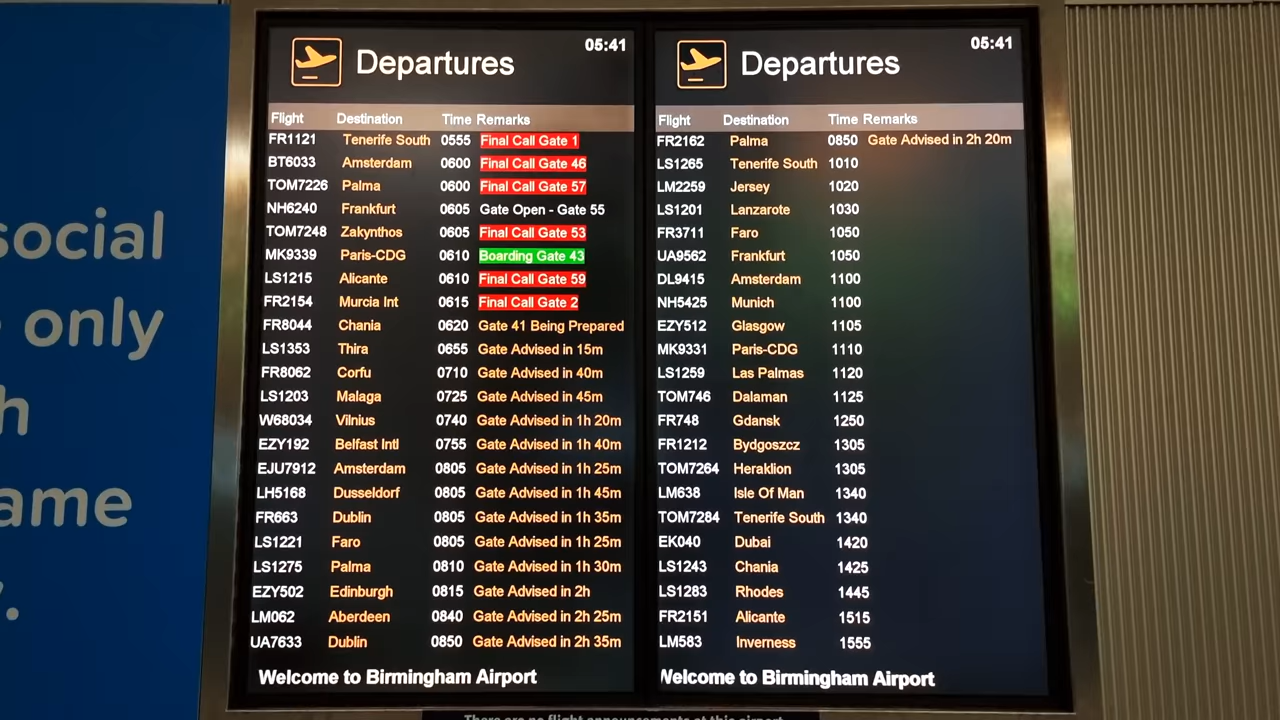 social
only
h
ame
.
05:41
Departures
Flight Destination Time Remarks
FR1121 Tenerife South 0555 Final Call Gate 1
BT6033 Amsterdam 0600 Final Call Gate 46
TOM7226 Palma 0600 Final Call Gate 57
NH6240 Frankfurt 0605 Gate Open - Gate 55
TOM7248 Zakynthos 0605 Final Call Gate 53
MK9339 Paris-CDG 0610 Boarding Gate 43
LS1215 Alicante 0610 Final Call Gate 59
FR2154 Murcia Int 0615 Final Call Gate 2
FR8044 Chania 0620 Gate 41 Being Prepared
LS1353 Thira 0655 Gate Advised in 15m
FR8062 Corfu 0710 Gate Advised in 40m
LS1203 Malaga 0725 Gate Advised in 45m
W68034 Vilnius 0740 Gate Advised in 1h 20m
EZY192 Belfast Intl 0755 Gate Advised in 1h 40m
EJU7912 Amsterdam 0805 Gate Advised in 1h 25m
LH5168 Dusseldorf 0805 Gate Advised in 1h 45m
FR663 Dublin 0805 Gate Advised in 1h 35m
LS1221 Faro 0805 Gate Advised in 1h 25m
LS1275 Palma 0810 Gate Advised in 1h 30m
EZY502 Edinburgh 0815 Gate Advised in 2h
LM062 Aberdeen 0840 Gate Advised in 2h 25m
UA7633 Dublin 0850 Gate Advised in 2h 35m
Welcome to Birmingham Airport
05:41
Departures
Flight Destination Time Remarks
FR2162 Palma 0850 Gate Advised in 2h 20m
LS1265 Tenerife South 1010
LM2259 Jersey 1020
LS1201 Lanzarote 1030
FR3711 Faro 1050
UA9562 Frankfurt 1050
DL9415 Amsterdam 1100
NH5425 Munich 1100
EZY512 Glasgow 1105
MK9331 Paris-CDG 1110
LS1259 Las Palmas 1120
TOM746 Dalaman 1125
FR748 Gdansk 1250
FR1212 Bydgoszcz 1305
TOM7264 Heraklion 1305
LM638 Isle Of Man 1340
TOM7284 Tenerife South 1340
EK040 Dubai 1420
LS1243 Chania 1425
LS1283 Rhodes 1445
FR2151 Alicante 1515
LM583 Inverness 1555
Welcome to Birmingham Airport
There are no flight announcements at this airport